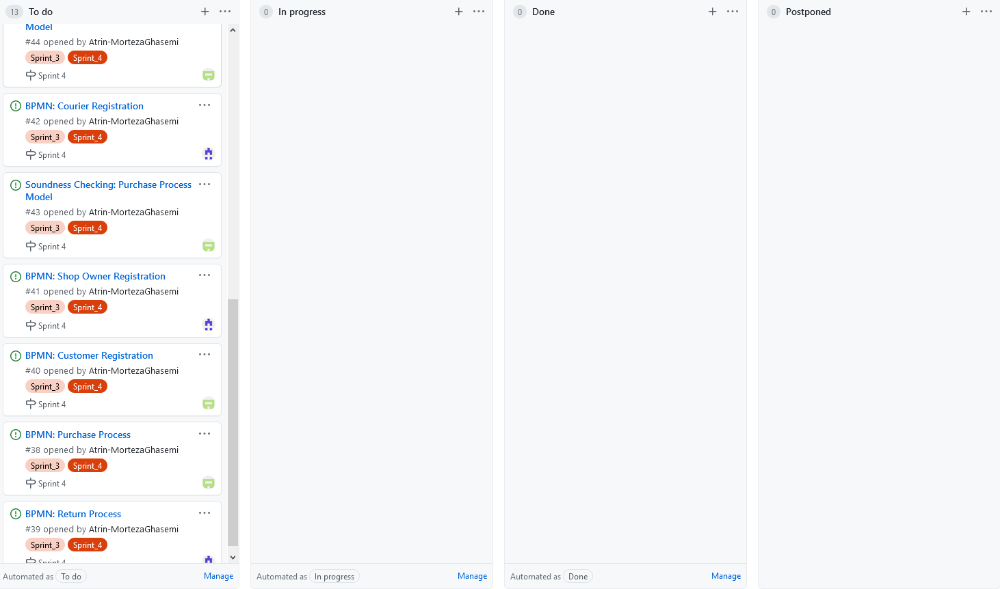 13 To do
Model
#44 opened by Atrin-MortezaGhasemi
Sprint_3 Sprint_4
Sprint 4
BPMN: Courier Registration
#42 opened by Atrin-MortezaGhasemi
Sprint_3 Sprint_4
Sprint 4
Soundness Checking: Purchase Process
Model
#43 opened by Atrin-MortezaGhasemi
Sprint_3 Sprint_4
Sprint 4
BPMN: Shop Owner Registration
#41 opened by Atrin-MortezaGhasemi
Sprint_3 Sprint_4
Sprint 4
BPMN: Customer Registration
#40 opened by Atrin-MortezaGhasemi
Sprint_3 Sprint_4
Sprint 4
BPMN: Purchase Process
#38 opened by Atrin-MortezaGhasemi
Sprint_3 Sprint_4
Sprint 4
BPMN: Return Process
#39 opened by Atrin-MortezaGhasemi
Sprint_3 Sprint_4
Sprint 4
Automated as To do Manage
0 In progress
Automated as In progress Manage
0 Done
Automated as Done Manage
0 Postponed